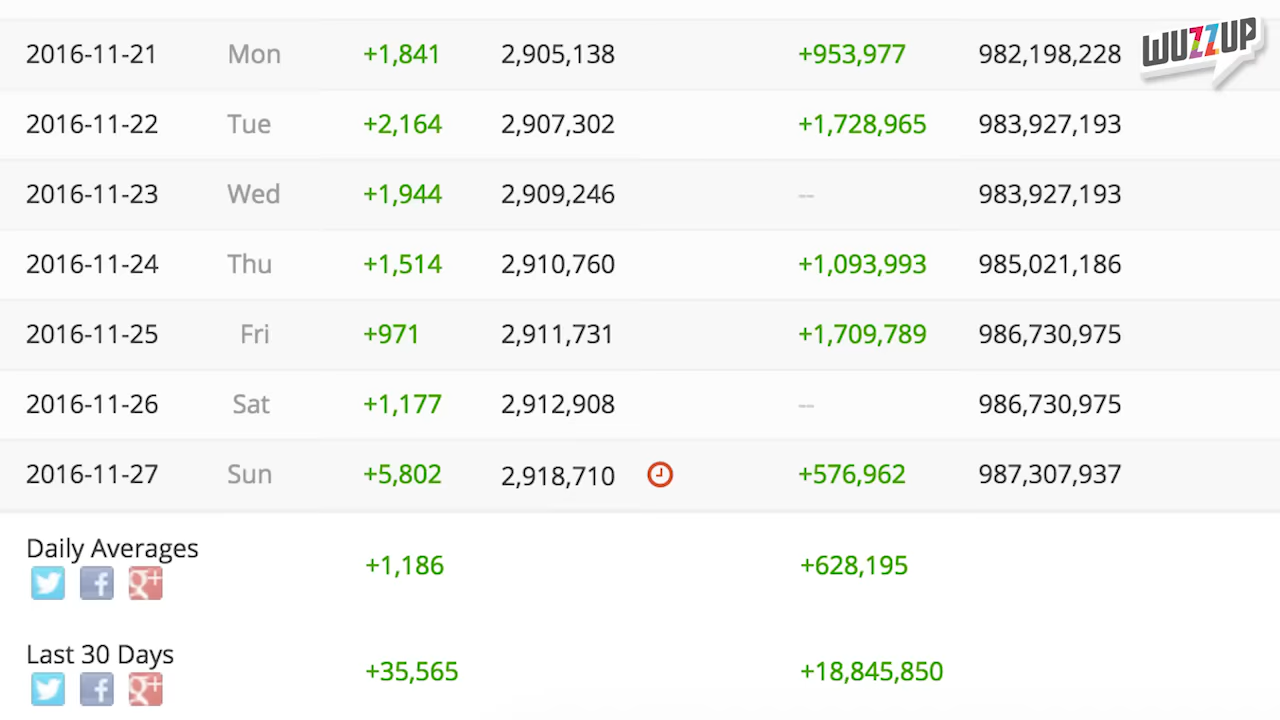 2016-11-21 Mon +1,841 2,905,138 +953,977 982,198,228 WUZZUP
2016-11-22 Tue +2,164 2,907,302 +1,728,965 983,927,193
2016-11-23 Wed +1,944 2,909,246 -- 983,927,193
2016-11-24 Thu +1,514 2,910,760 +1,093,993 985,021,186
2016-11-25 Fri +971 2,911,731 +1,709,789 986,730,975
2016-11-26 Sat +1,177 2,912,908 -- 986,730,975
2016-11-27 Sun +5,802 2,918,710 +576,962 987,307,937
Daily Averages +1,186 +628,195
f g+
Last 30 Days +35,565 +18,845,850
f g+